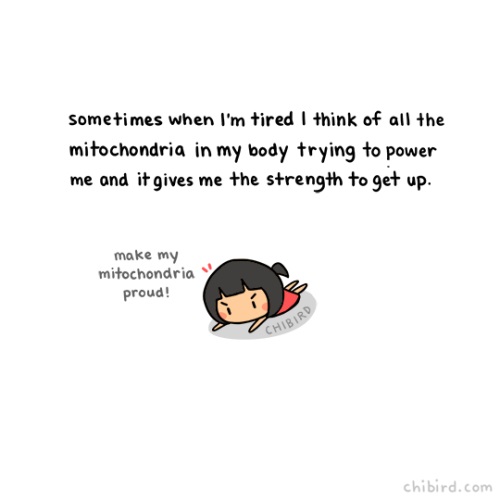 sometimes when I'm tired I think of all the
mitochondria in my body trying to power
me and it gives me the strength to get up.
make my
mitochondria
proud!
CHIBIRD
chibird.com